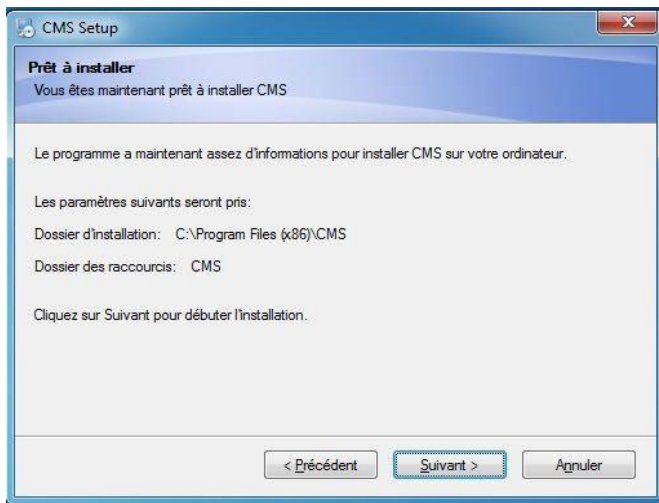 CMS Setup
Prêt à installer
Vous êtes maintenant prêt à installer CMS
Le programme a maintenant assez d'informations pour installer CMS sur votre ordinateur.
Les paramètres suivants seront pris:
Dossier d'installation: C:\Program Files (x86)\CMS
Dossier des raccourcis: CMS
Cliquez sur Suivant pour débuter l'installation.
< Précédent Suivant > Annuler